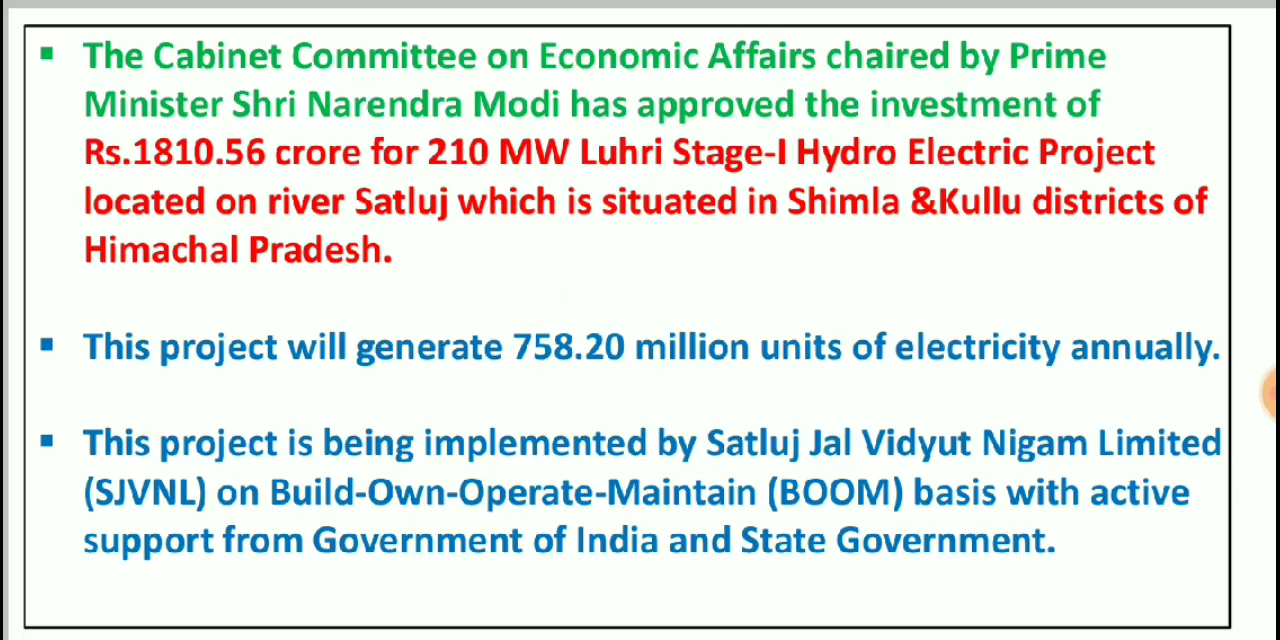 ▪ The Cabinet Committee on Economic Affairs chaired by Prime
Minister Shri Narendra Modi has approved the investment of
Rs.1810.56 crore for 210 MW Luhri Stage-I Hydro Electric Project
located on river Satluj which is situated in Shimla &Kullu districts of
Himachal Pradesh.
▪ This project will generate 758.20 million units of electricity annually.
▪ This project is being implemented by Satluj Jal Vidyut Nigam Limited
(SJVNL) on Build-Own-Operate-Maintain (BOOM) basis with active
support from Government of India and State Government.